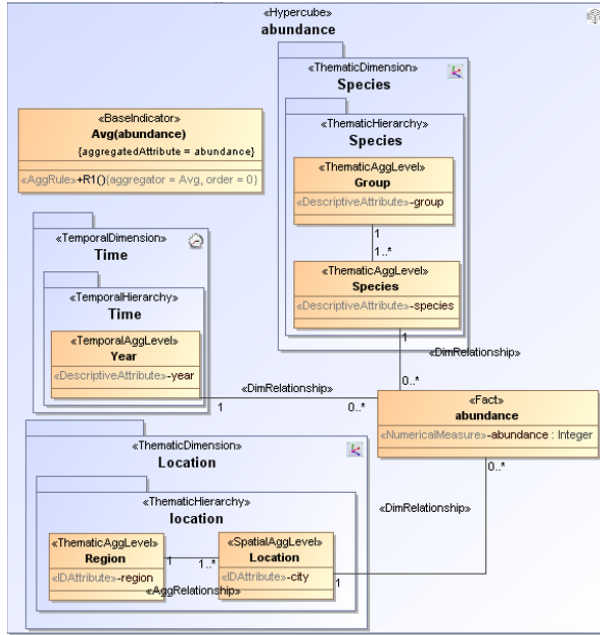 «Hypercube»
abundance
«ThematicDimension»
Species
«ThematicHierarchy»
Species
«ThematicAggLevel»
Group
«DescriptiveAttribute»-group
1
1..*
«ThematicAggLevel»
Species
«DescriptiveAttribute»-species
1
«DimRelationship»
0..*
«BaseIndicator»
Avg(abundance)
{aggregatedAttribute = abundance}
«AggRule»+R1(){aggregator = Avg, order = 0}
«TemporalDimension»
Time
«TemporalHierarchy»
Time
«TemporalAggLevel»
Year
«DescriptiveAttribute»-year
«DimRelationship»
1
0..*
«Fact»
abundance
«NumericalMeasure»-abundance : Integer
0..*
«DimRelationship»
1
«ThematicDimension»
Location
«ThematicHierarchy»
location
«ThematicAggLevel»
Region
«IDAttribute»-region
1
1..*
«AggRelationship»
«SpatialAggLevel»
Location
«IDAttribute»-city